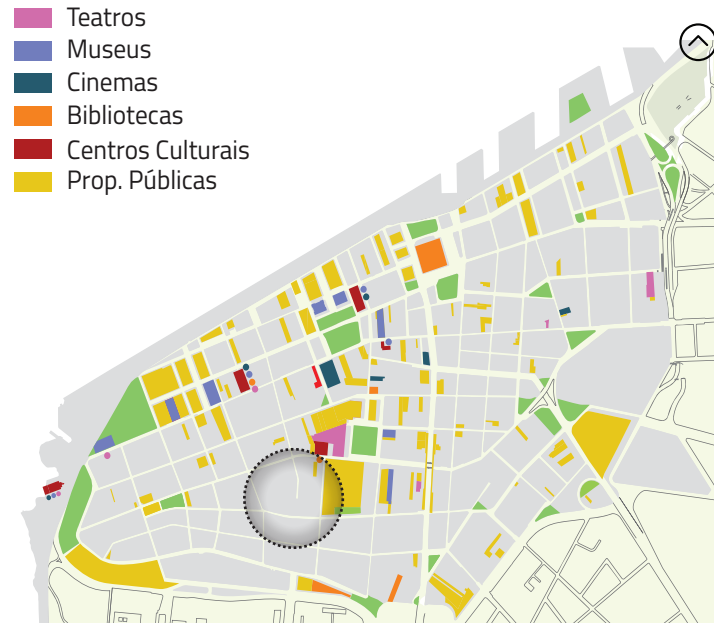 Teatros
Museus
Cinemas
Bibliotecas
Centros Culturais
Prop. Públicas